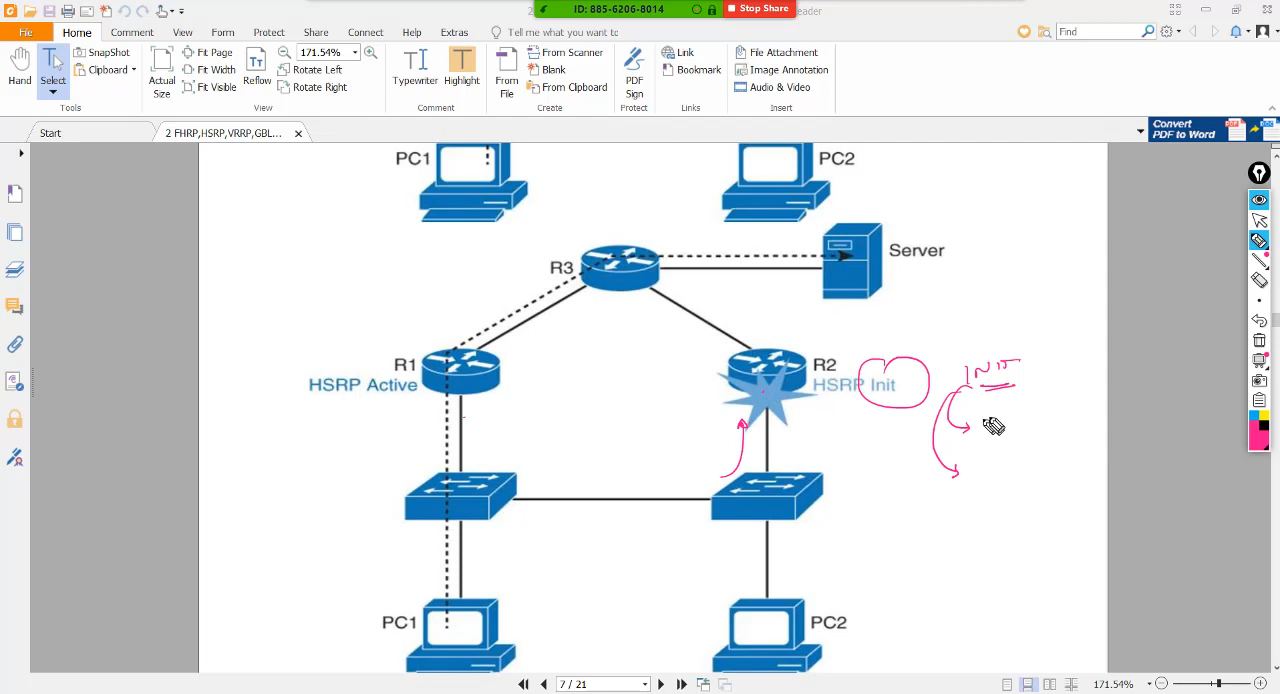 ID: 885-6206-8014
Stop Share
eader
File
Home
Comment
View
Form
Protect
Share
Connect
Help
Extras
Tell me what you want to do
Find
Hand
Select
SnapShot
Clipboard
Tools
Actual Size
Fit Page
Fit Width
Fit Visible
Reflow
171.54%
Rotate Left
Rotate Right
View
Typewriter
Highlight
Comment
From File
From Scanner
Blank
From Clipboard
Create
PDF Sign
Protect
Link
Bookmark
Links
File Attachment
Image Annotation
Audio & Video
Insert
Start
2 FHRP,HSRP,VRRP,GBL...
Convert
PDF to Word
PC1
PC2
Server
R3
R1
HSRP Active
R2
HSRP Init
INIT
PC1
PC2
7 / 21
171.54%